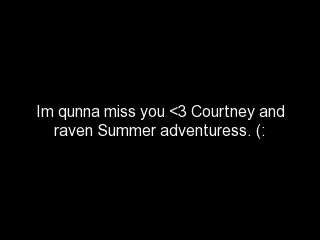 Im qunna miss you <3 Courtney and
raven Summer adventuress. (: